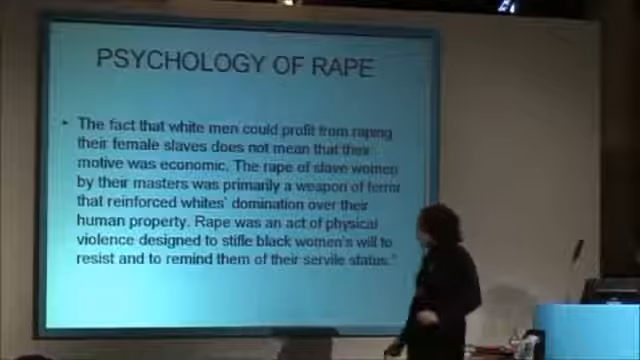 PSYCHOLOGY OF RAPE
• The fact that white men could profit from raping
their female slaves does not mean that their
motive was economic. The rape of slave women
by their masters was primarily a weapon of terror
that reinforced whites' domination over their
human property. Rape was an act of physical
violence designed to stifle black women's will to
resist and to remind them of their servile status."